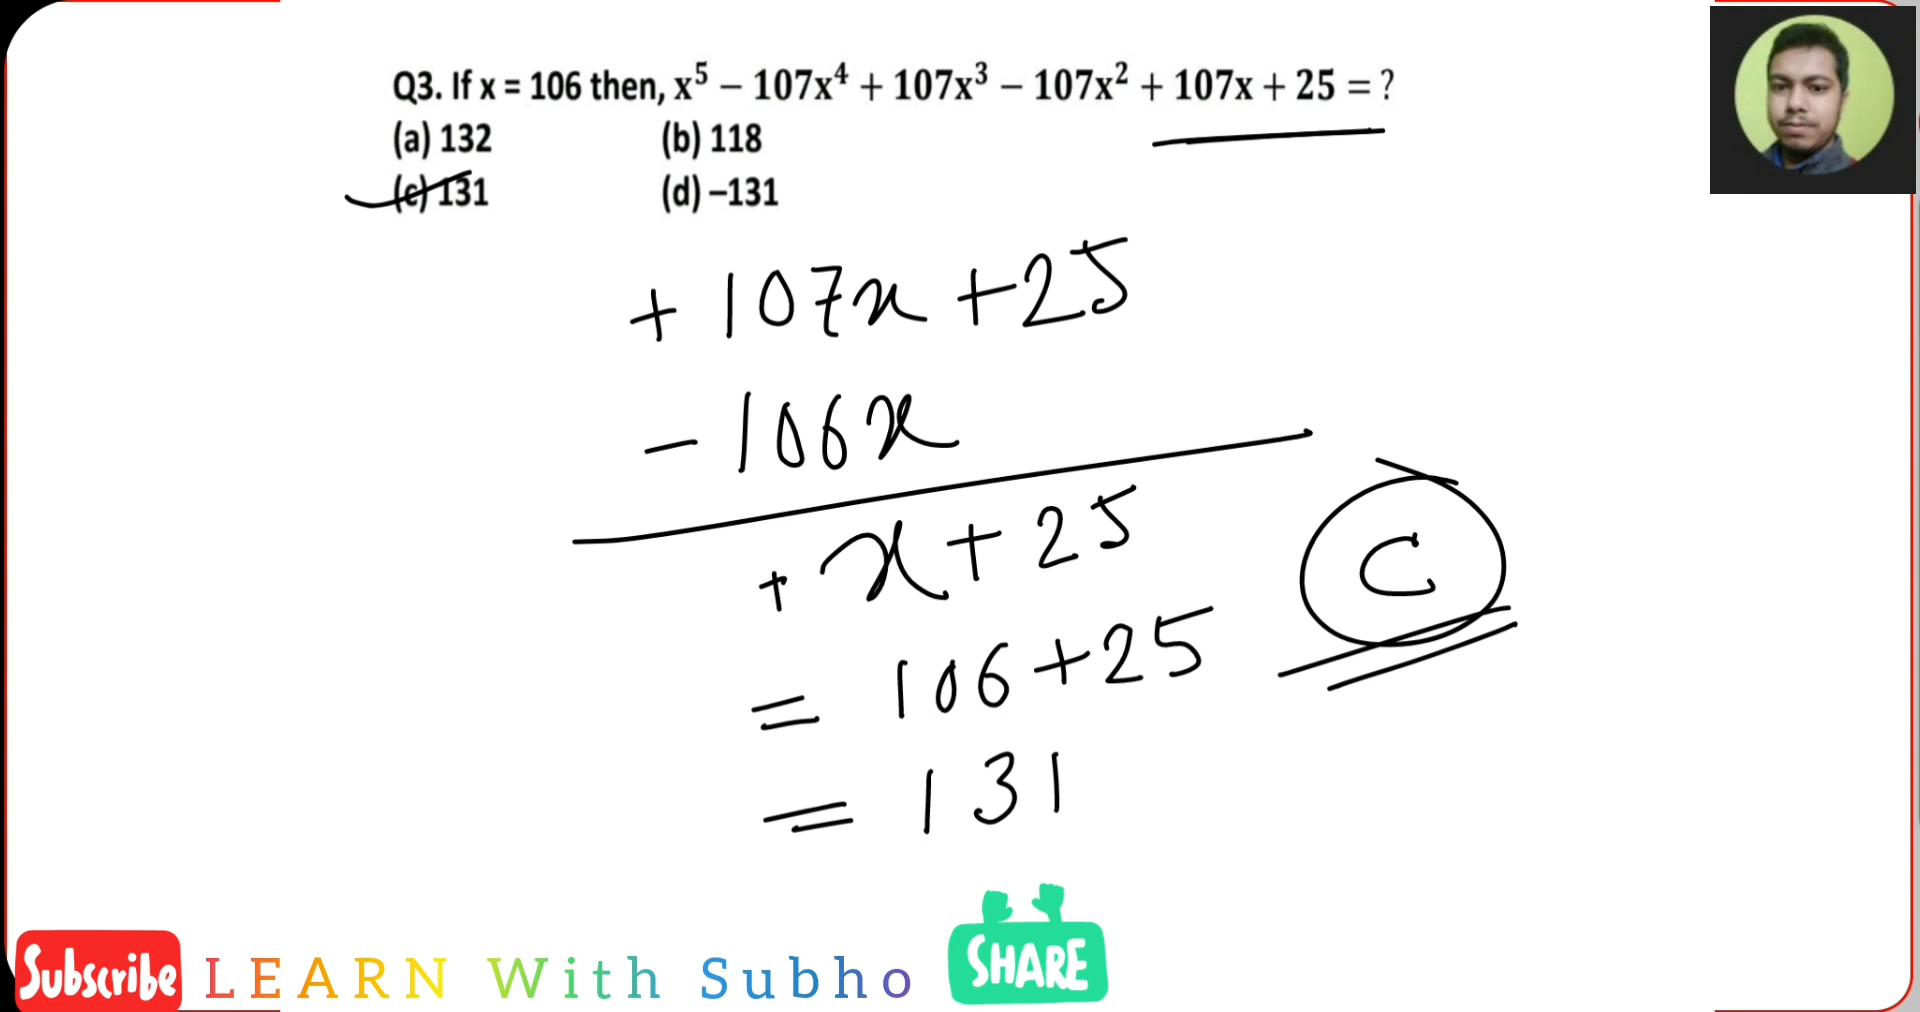 Q3. If x = 106 then, x⁵ − 107x⁴ + 107x³ − 107x² + 107x + 25 = ?
(a) 132 (b) 118
(c) 131 (d) –131
+ 107x + 25
− 106x
+ x + 25
C
= 106 + 25
= 131
Subscribe LEARN With Subho SHARE